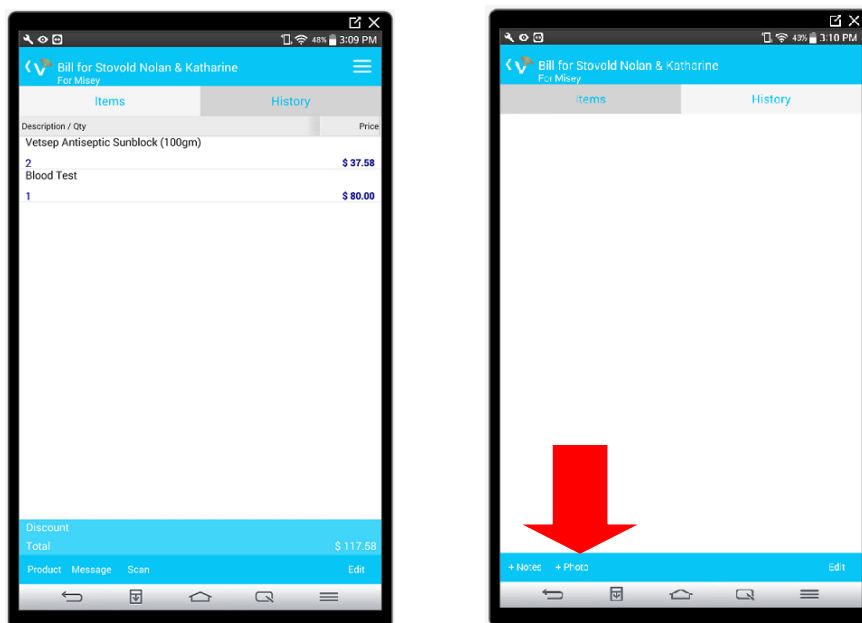 48% 3:09 PM
Bill for Stovold Nolan & Katharine
For Misey
Items History
Description / Qty Price
Vetsep Antiseptic Sunblock (100gm)
2 $ 37.58
Blood Test
1 $ 80.00
Discount
Total $ 117.58
Product Message Scan Edit
3:10 PM
Bill for Stovold Nolan & Katharine
For Misey
Items History
+ Notes + Photo Edit